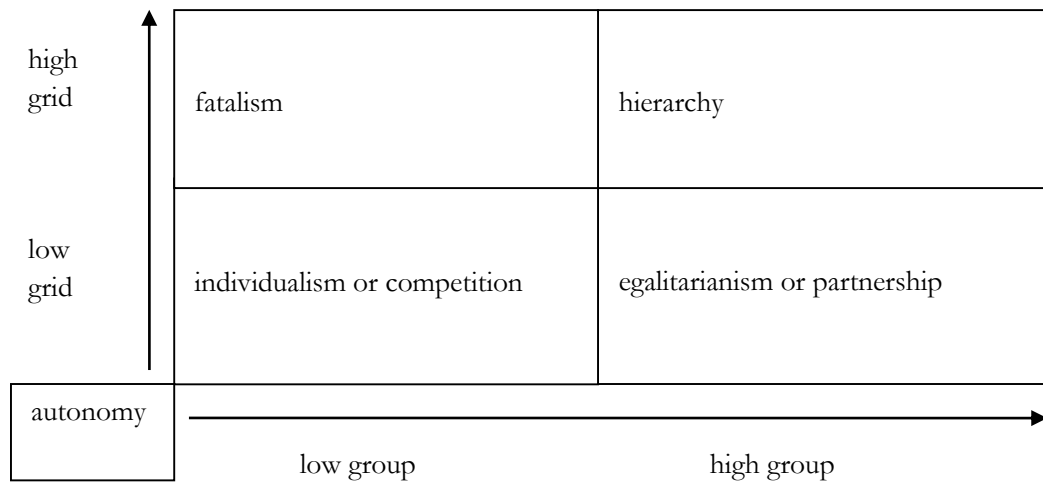 high
grid
fatalism
hierarchy
low
grid
individualism or competition
egalitarianism or partnership
autonomy
low group
high group